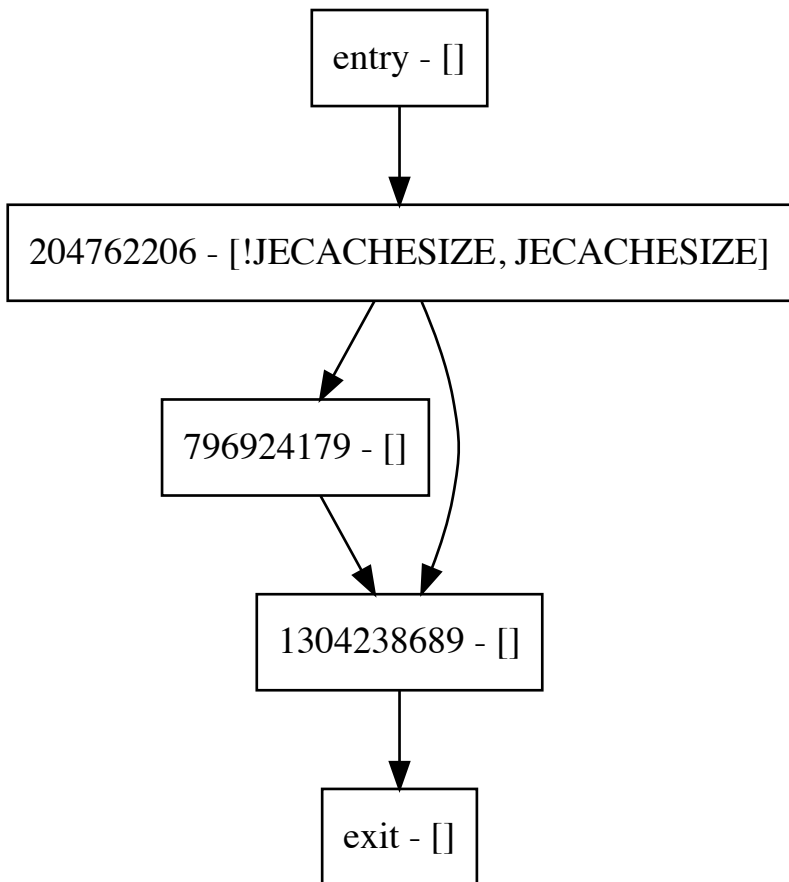 entry - []
204762206 - [!JECACHESIZE, JECACHESIZE]
796924179 - []
1304238689 - []
exit - []